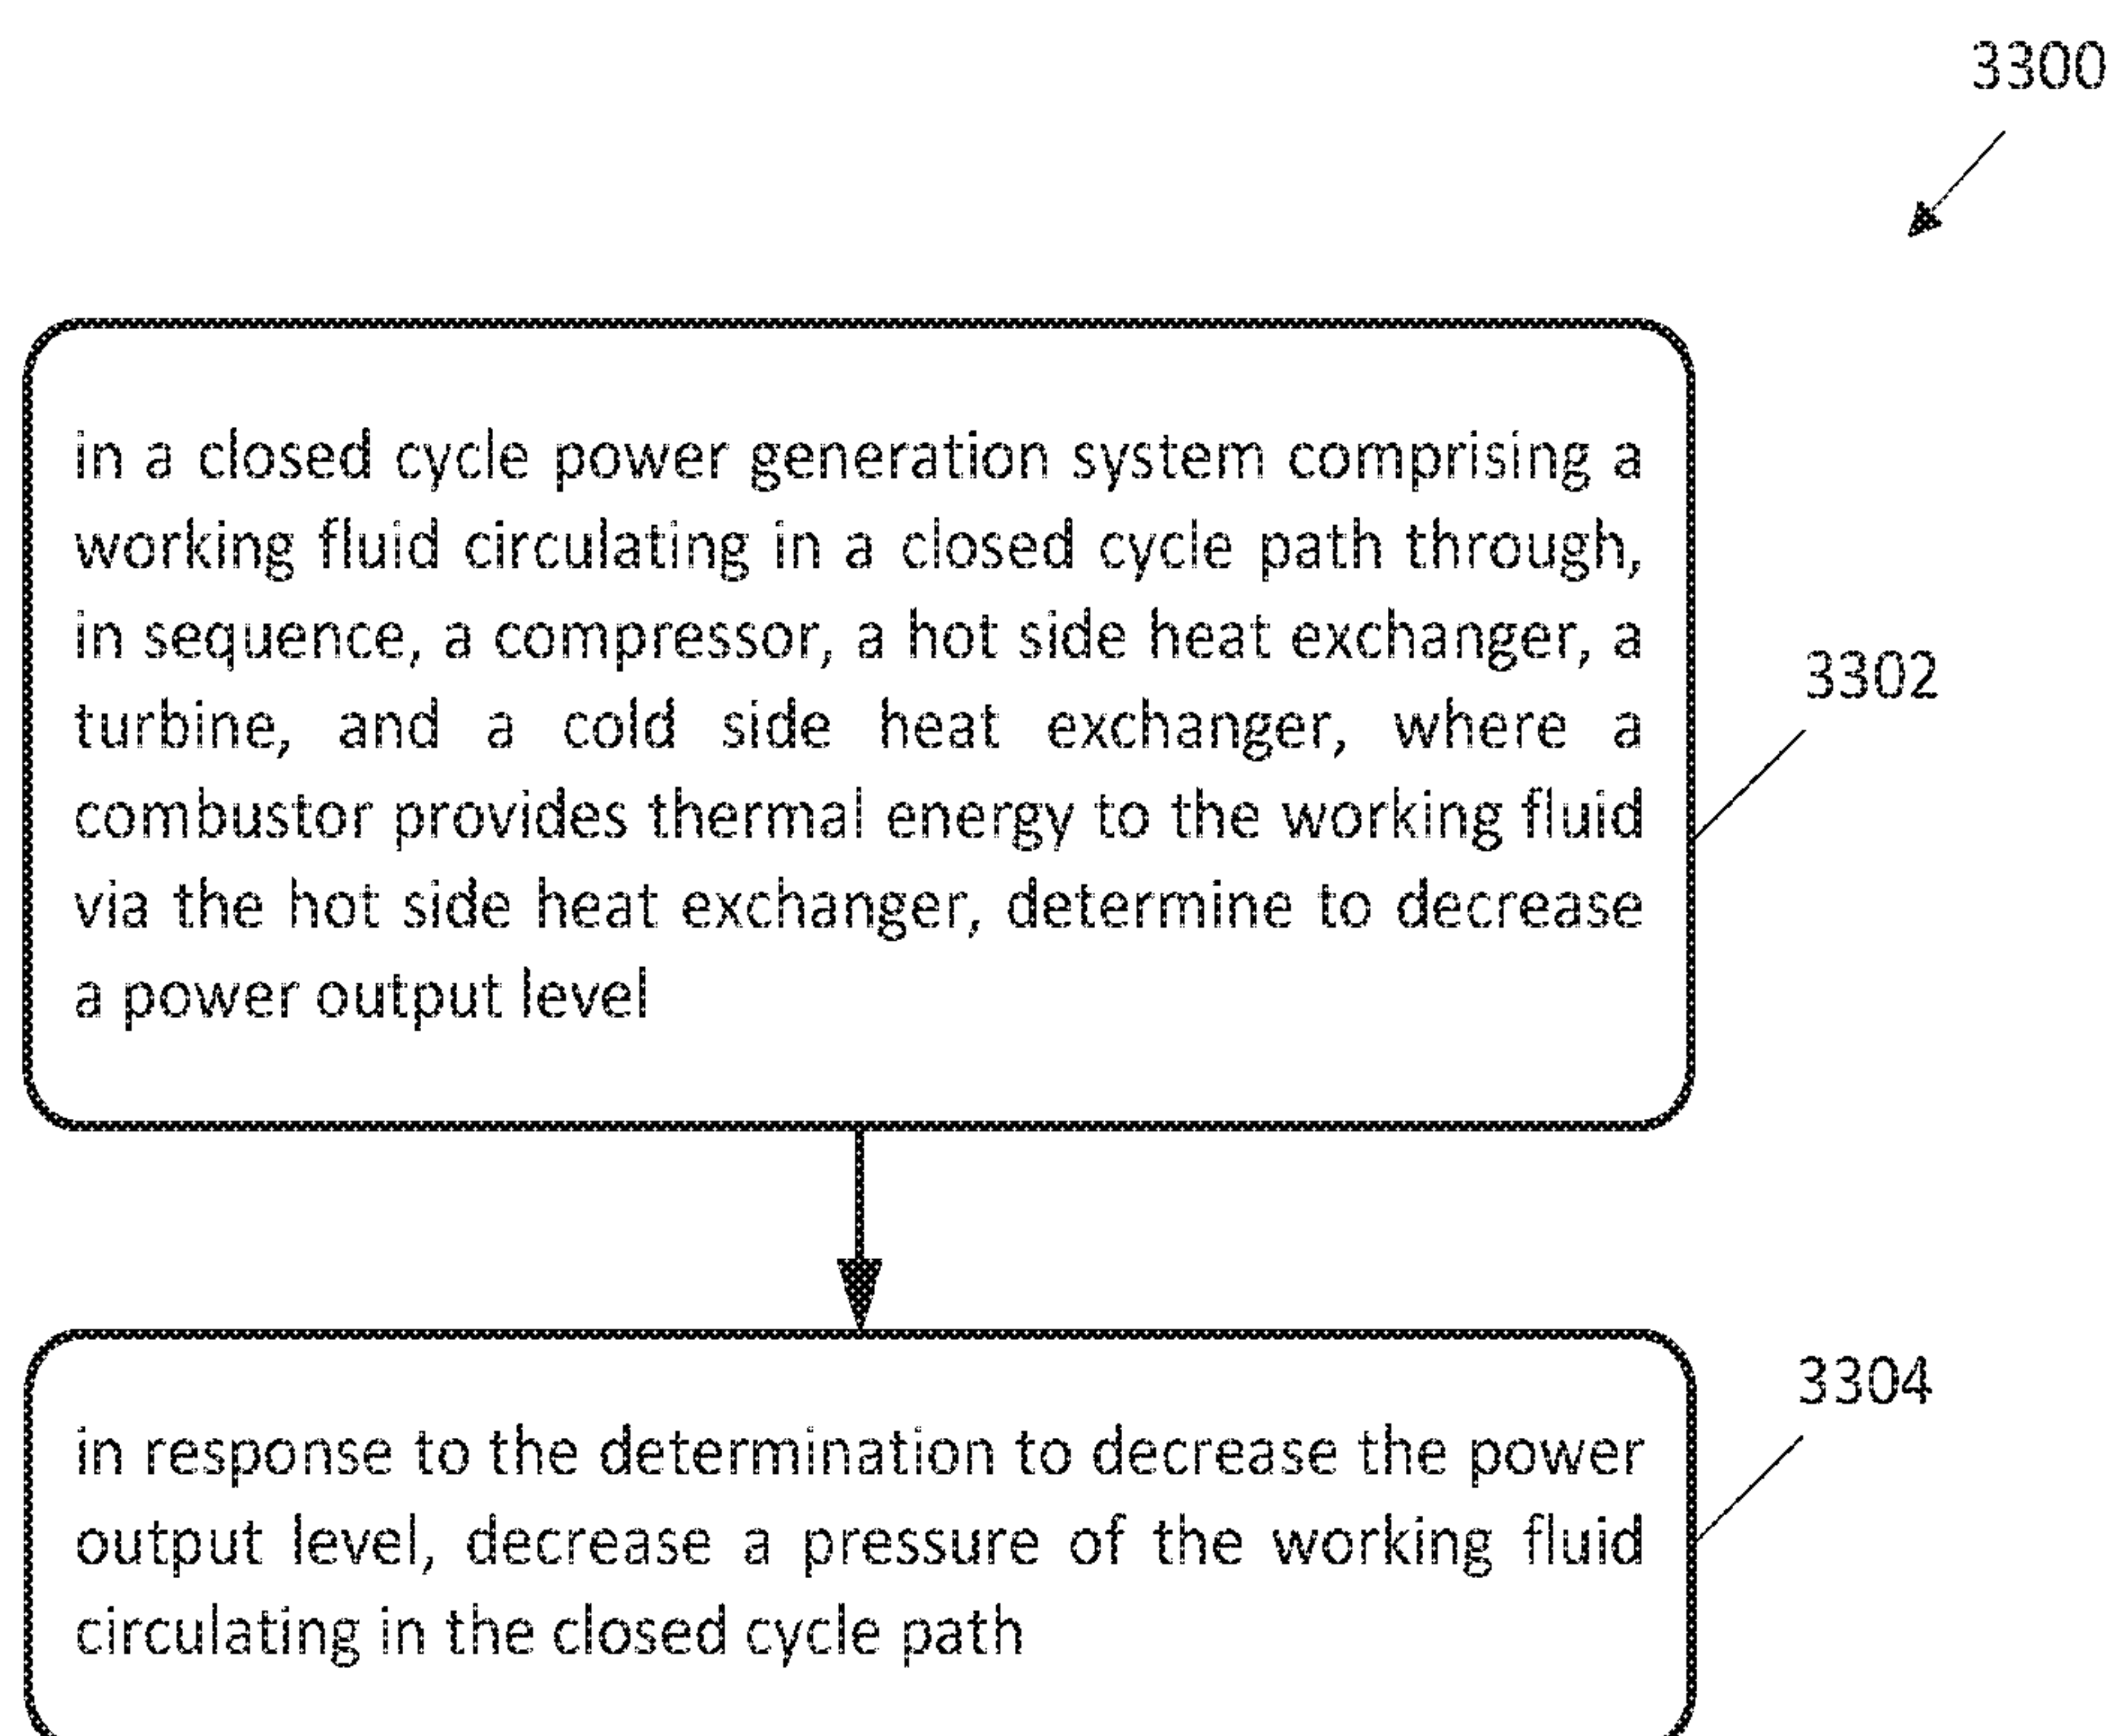 3300
in a closed cycle power generation system comprising a
working fluid circulating in a closed cycle path through,
in sequence, a compressor, a hot side heat exchanger, a
turbine, and a cold side heat exchanger, where a
combustor provides thermal energy to the working fluid
via the hot side heat exchanger, determine to decrease
a power output level
3302
in response to the determination to decrease the power
output level, decrease a pressure of the working fluid
circulating in the closed cycle path
3304